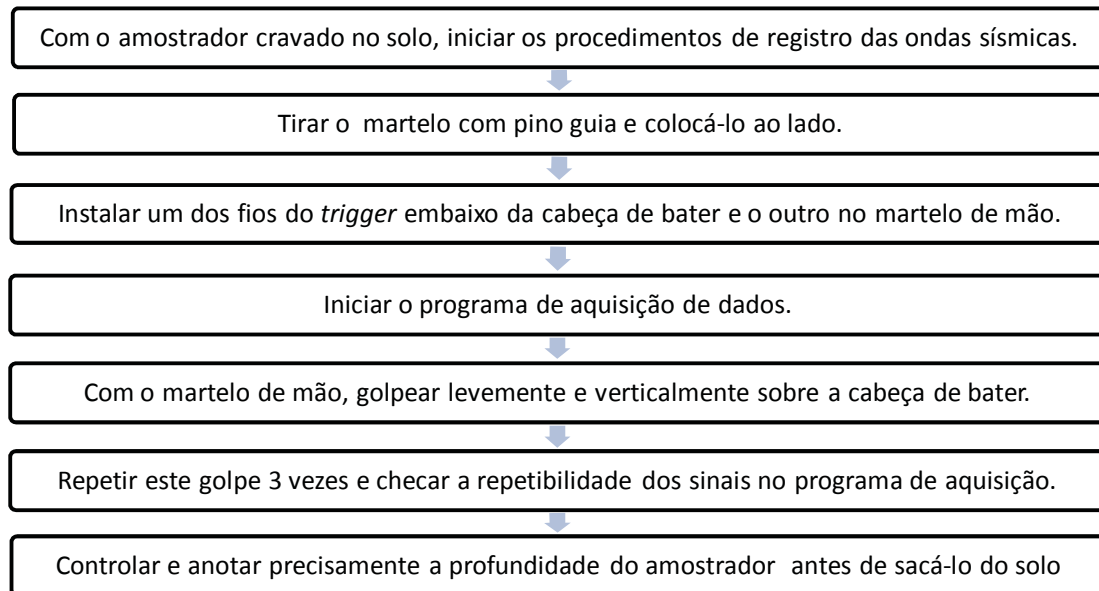 Com o amostrador cravado no solo, iniciar os procedimentos de registro das ondas sísmicas.
Tirar o martelo com pino guia e colocá-lo ao lado.
Instalar um dos fios do trigger embaixo da cabeça de bater e o outro no martelo de mão.
Iniciar o programa de aquisição de dados.
Com o martelo de mão, golpear levemente e verticalmente sobre a cabeça de bater.
Repetir este golpe 3 vezes e checar a repetibilidade dos sinais no programa de aquisição.
Controlar e anotar precisamente a profundidade do amostrador antes de sacá-lo do solo